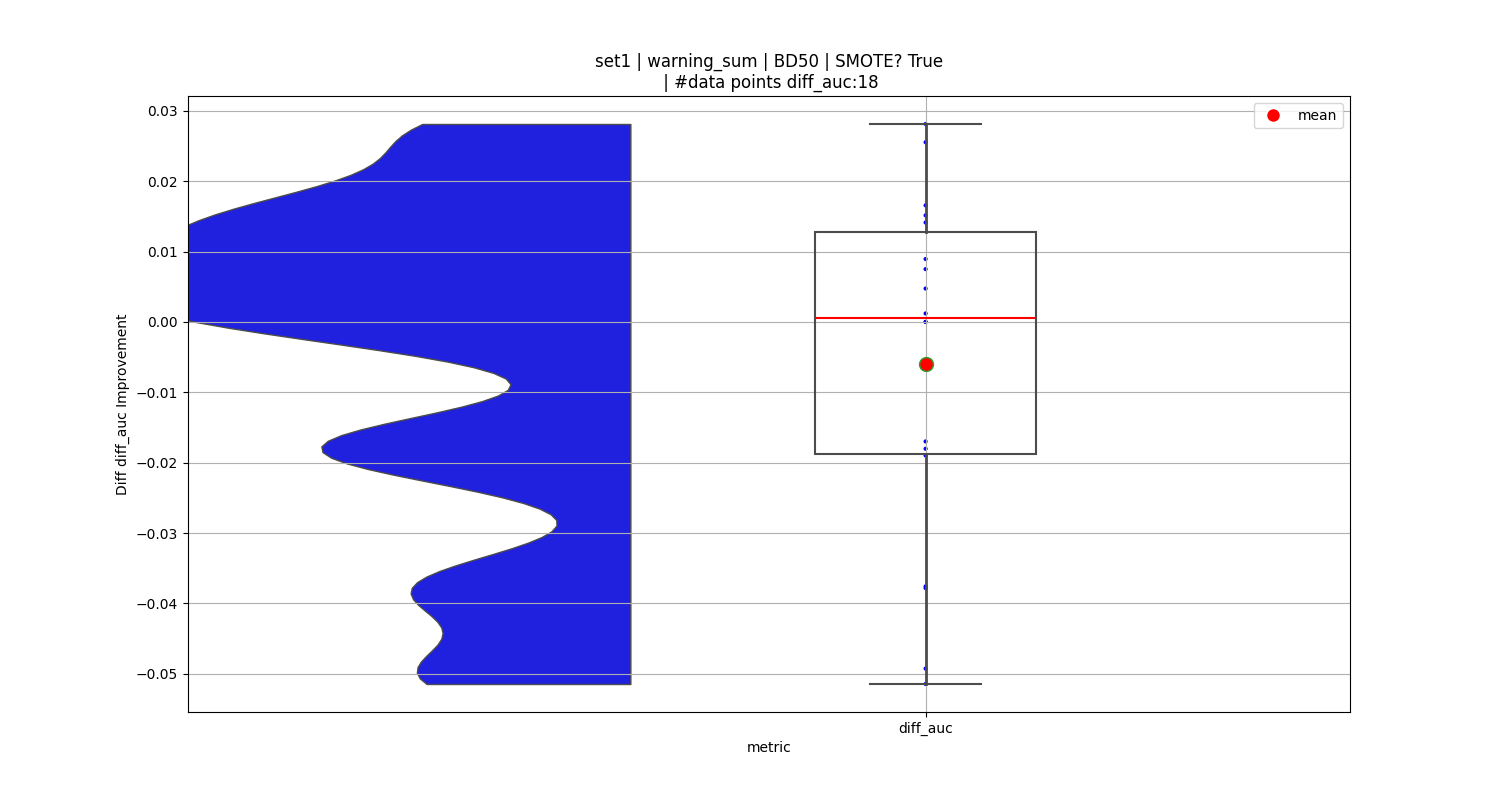 set1 | warning_sum | BD50 | SMOTE? True
| #data points diff_auc:18
mean
0.03
0.02
0.01
0.00
−0.01
−0.02
−0.03
−0.04
−0.05
Diff diff_auc Improvement
diff_auc
metric